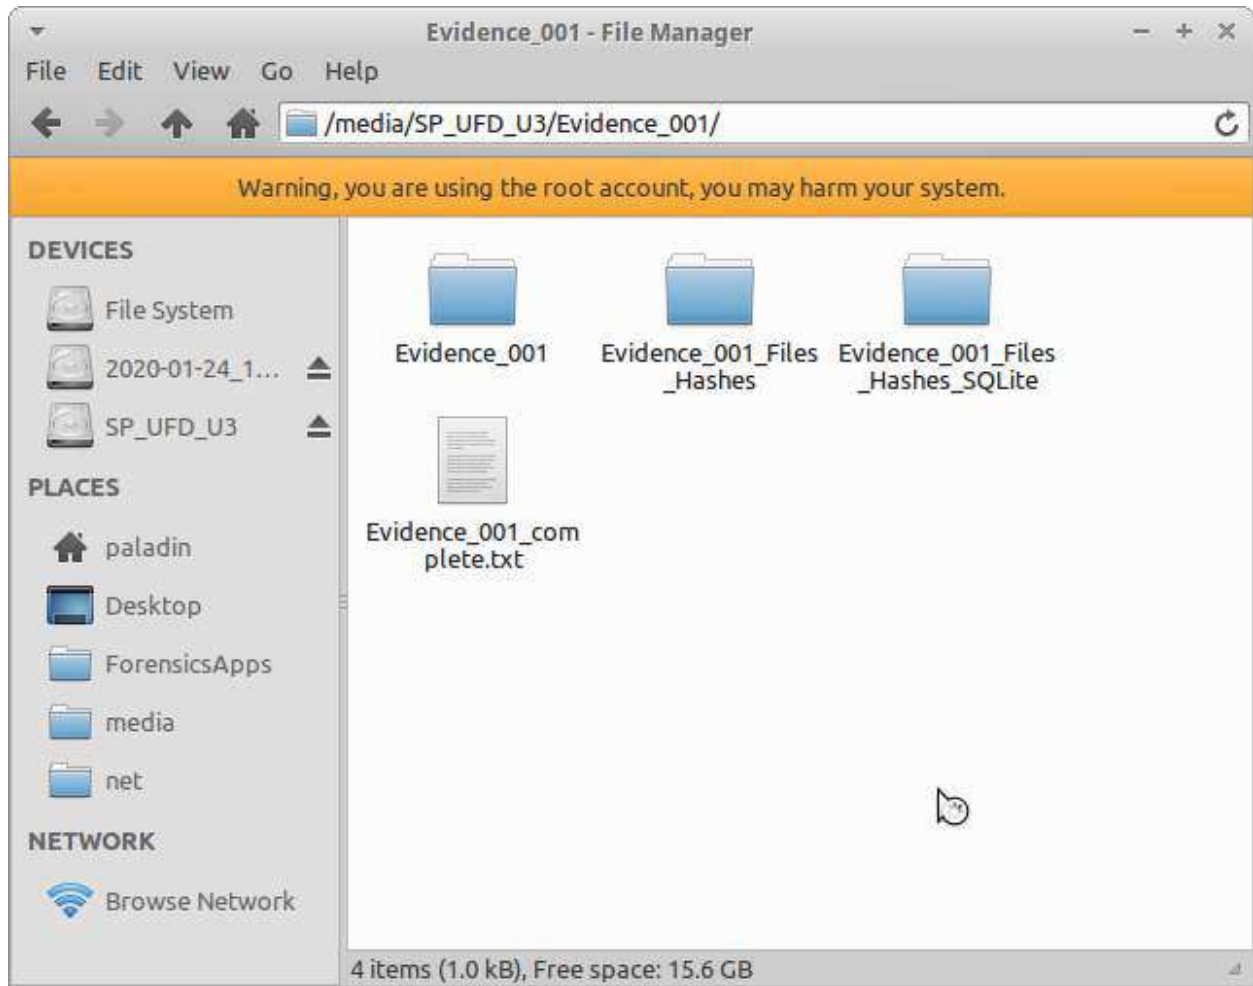 Evidence_001 - File Manager
File Edit View Go Help
/media/SP_UFD_U3/Evidence_001/
Warning, you are using the root account, you may harm your system.
DEVICES
File System
2020-01-24_1...
SP_UFD_U3
PLACES
paladin
Desktop
ForensicsApps
media
net
NETWORK
Browse Network
Evidence_001
Evidence_001_Files
_Hashes
Evidence_001_Files
_Hashes_SQLite
Evidence_001_com
plete.txt
4 items (1.0 kB), Free space: 15.6 GB